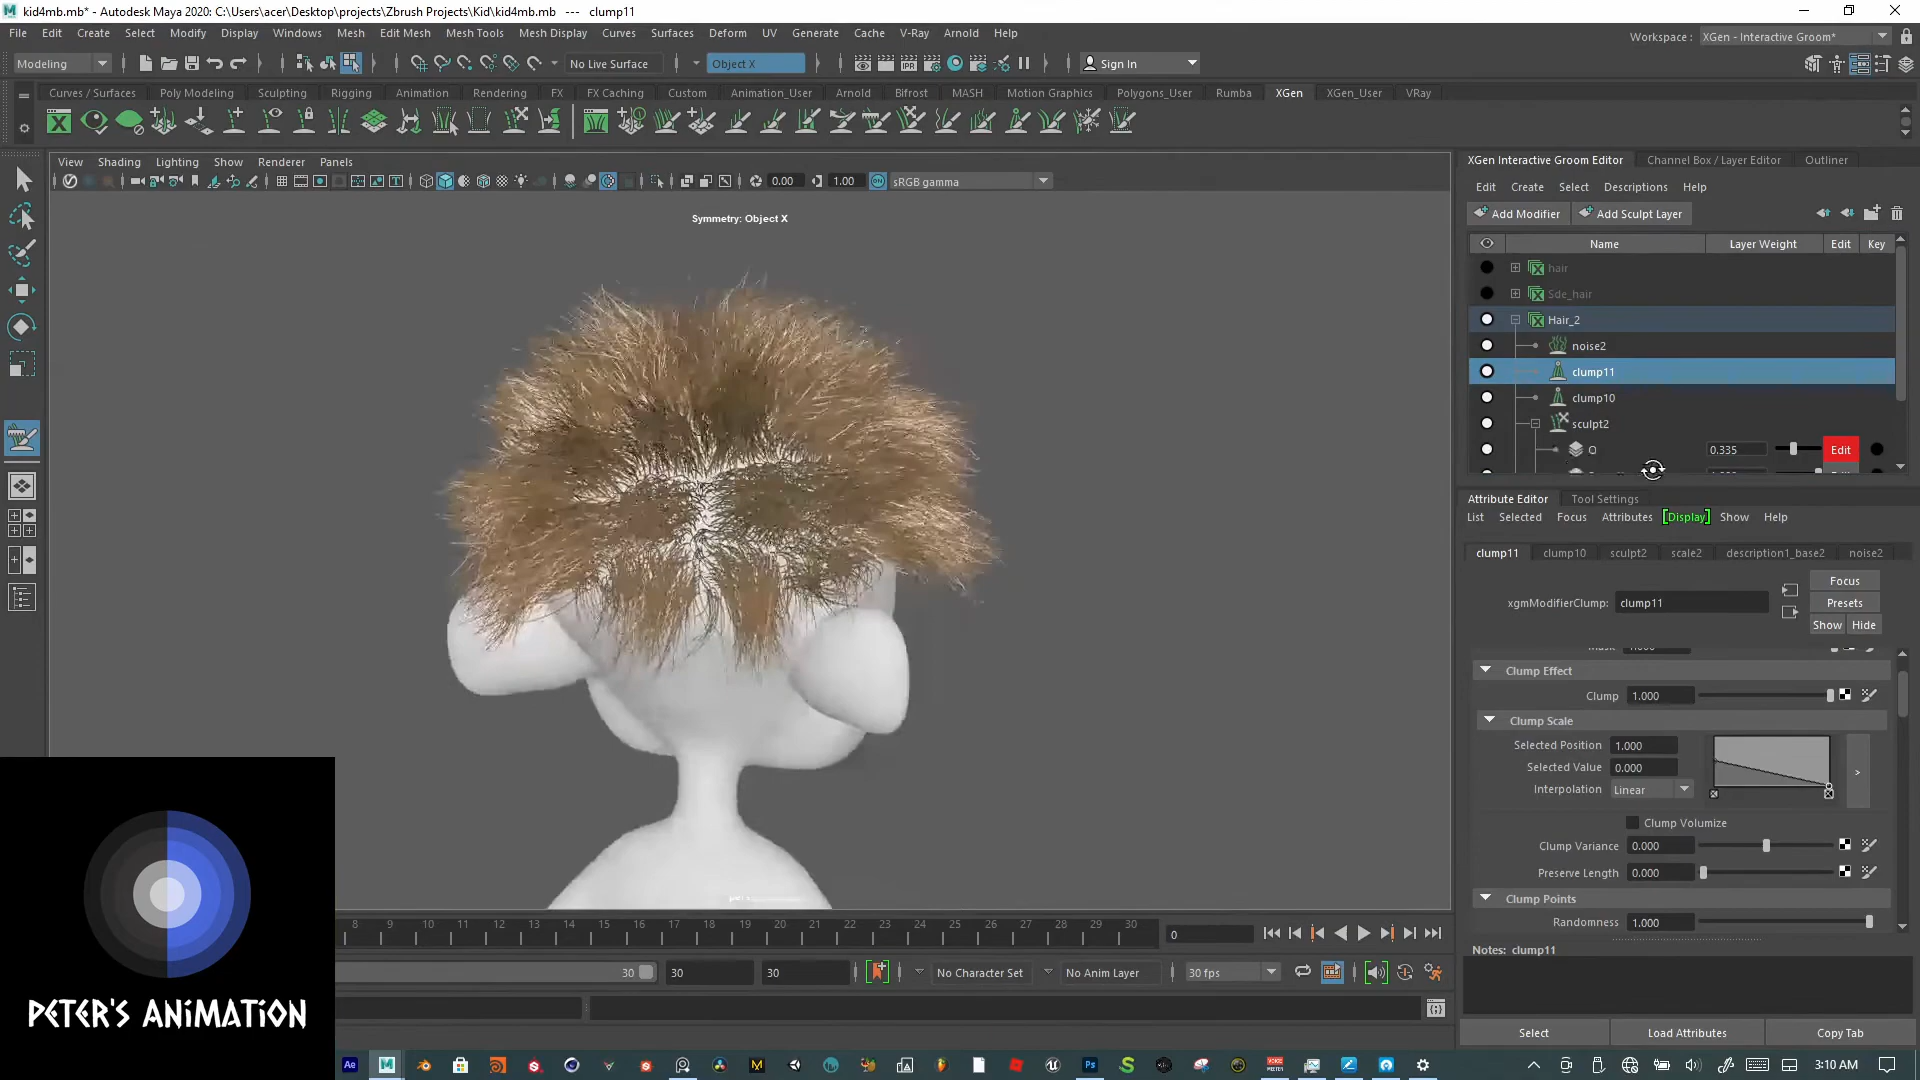 kid4mb.mb* - Autodesk Maya 2020: C:\Users\acer\Desktop\projects\Zbrush Projects\Kid\kid4mb.mb --- clump11
File Edit Create Select Modify Display Windows Mesh Edit Mesh Mesh Tools Mesh Display Curves Surfaces Deform UV Generate Cache V-Ray Arnold Help
Workspace : XGen - Interactive Groom*
Modeling No Live Surface Object X Sign In
Curves / Surfaces Poly Modeling Sculpting Rigging Animation Rendering FX FX Caching Custom Animation_User Arnold Bifrost MASH Motion Graphics Polygons_User Rumba XGen XGen_User VRay
View Shading Lighting Show Renderer Panels
0.00 1.00 sRGB gamma
Symmetry: Object X
XGen Interactive Groom Editor Channel Box / Layer Editor Outliner
Edit Create Select Descriptions Help
Add Modifier Add Sculpt Layer
Name Layer Weight Edit Key
hair
Sde_hair
Hair_2
noise2
clump11
clump10
sculpt2
0.335 Edit
Attribute Editor Tool Settings
List Selected Focus Attributes [Display] Show Help
clump11 clump10 sculpt2 scale2 description1_base2 noise2
Focus
xgmModifierClump: clump11
Presets
Show Hide
Clump Effect
Clump 1.000
Clump Scale
Selected Position 1.000
Selected Value 0.000
Interpolation Linear
>
Clump Volumize
Clump Variance 0.000
Preserve Length 0.000
Clump Points
Randomness 1.000
Notes: clump11
Select Load Attributes Copy Tab
8 9 10 11 12 13 14 15 16 17 18 19 20 21 22 23 24 25 26 27 28 29 30
0
30 30 30 No Character Set No Anim Layer 30 fps
PETER'S ANIMATION
3:10 AM